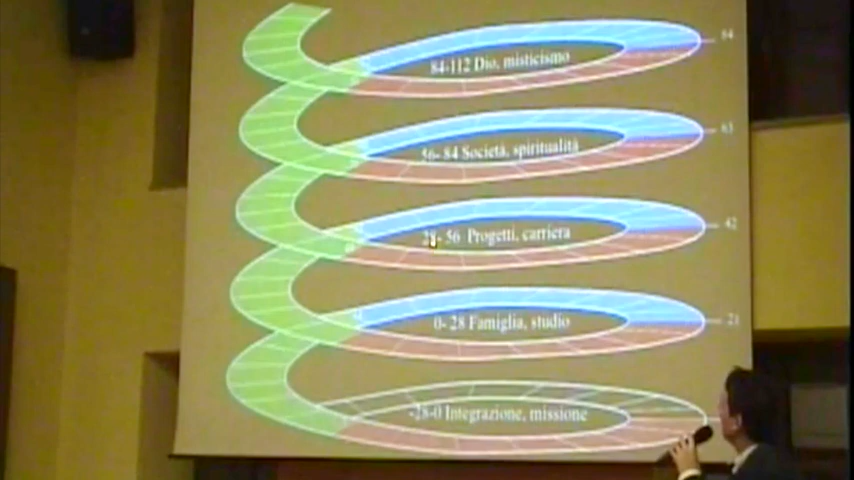 84
84-112 Dio, misticismo
63
56- 84 Società, spiritualità
42
28- 56 Progetti, carriera
21
0- 28 Famiglia, studio
-28-0 Integrazione, missione